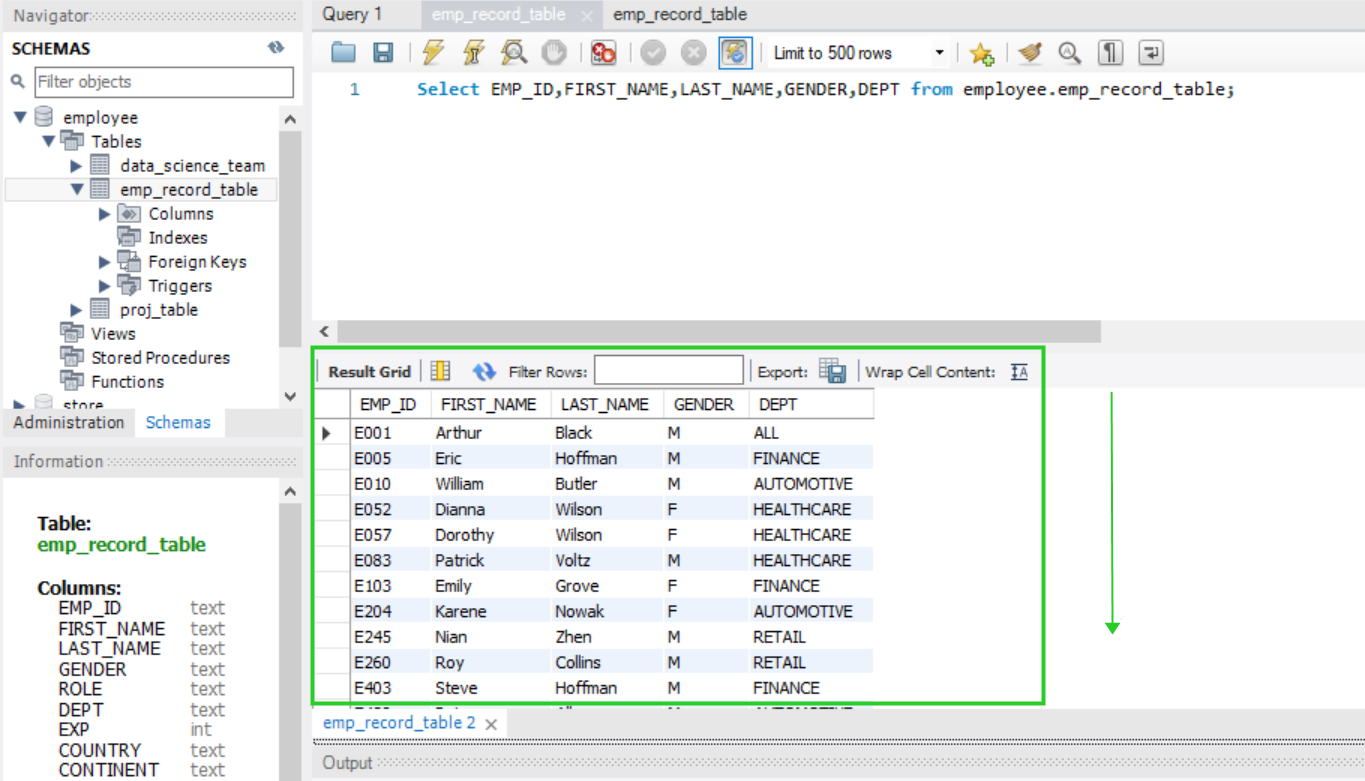 Navigator
SCHEMAS
Filter objects
employee
Tables
data_science_team
emp_record_table
Columns
Indexes
Foreign Keys
Triggers
proj_table
Views
Stored Procedures
Functions
store
Administration Schemas
Information
Table:
emp_record_table
Columns:
EMP_ID text
FIRST_NAME text
LAST_NAME text
GENDER text
ROLE text
DEPT text
EXP int
COUNTRY text
CONTINENT text
Query 1 emp_record_table × emp_record_table
Limit to 500 rows
1 Select EMP_ID,FIRST_NAME,LAST_NAME,GENDER,DEPT from employee.emp_record_table;
Result Grid Filter Rows: Export: Wrap Cell Content: IA
EMP_ID FIRST_NAME LAST_NAME GENDER DEPT
E001 Arthur Black M ALL
E005 Eric Hoffman M FINANCE
E010 William Butler M AUTOMOTIVE
E052 Dianna Wilson F HEALTHCARE
E057 Dorothy Wilson F HEALTHCARE
E083 Patrick Voltz M HEALTHCARE
E103 Emily Grove F FINANCE
E204 Karene Nowak F AUTOMOTIVE
E245 Nian Zhen M RETAIL
E260 Roy Collins M RETAIL
E403 Steve Hoffman M FINANCE
emp_record_table 2 ×
Output